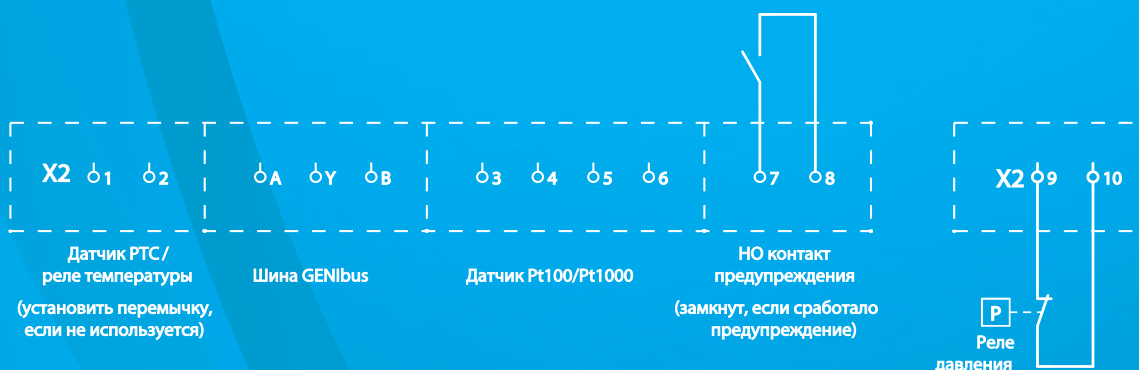 X2 1 2 A Y B 3 4 5 6 7 8 X2 9 10
Датчик PTC /
реле температуры
(установить перемычку,
если не используется)
Шина GENIbus
Датчик Pt100/Pt1000
НО контакт
предупреждения
(замкнут, если сработало
предупреждение)
P
Реле
давления